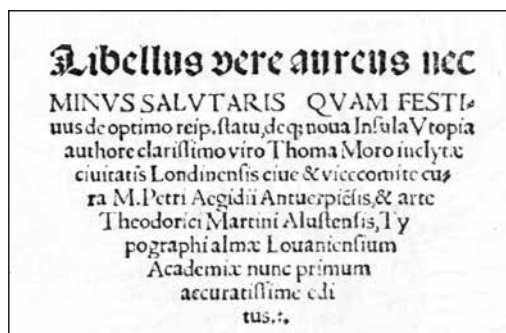 Libellus vere aureus nec
MINVS SALVTARIS QVAM FESTI⸗
uus de optimo reip. ſtatu, deq; noua Inſula Vtopia
authore clariſſimo viro Thoma Moro inclytæ
ciuitatis Londinenſis ciue & vicecomite cu⸗
ra M. Petri Aegidii Antuerpiēſis, & arte
Theodorici Martini Aluſtenſis, Ty
pographi almæ Louanienſium
Academiæ nunc primum
accuratiſſime edi
tus.:.